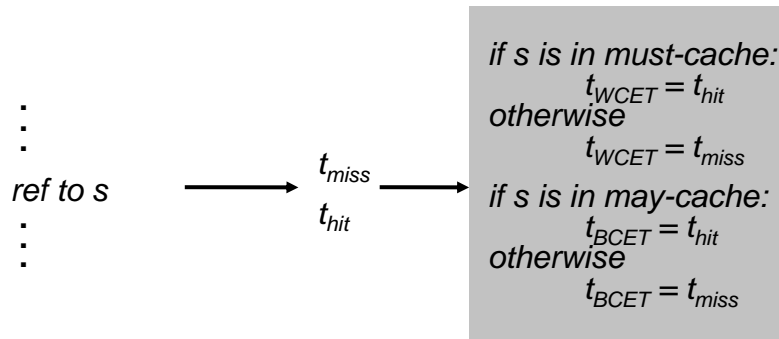 .
.
.
ref to s
.
.
.
t_miss
t_hit
if s is in must-cache:
t_WCET = t_hit
otherwise
t_WCET = t_miss
if s is in may-cache:
t_BCET = t_hit
otherwise
t_BCET = t_miss